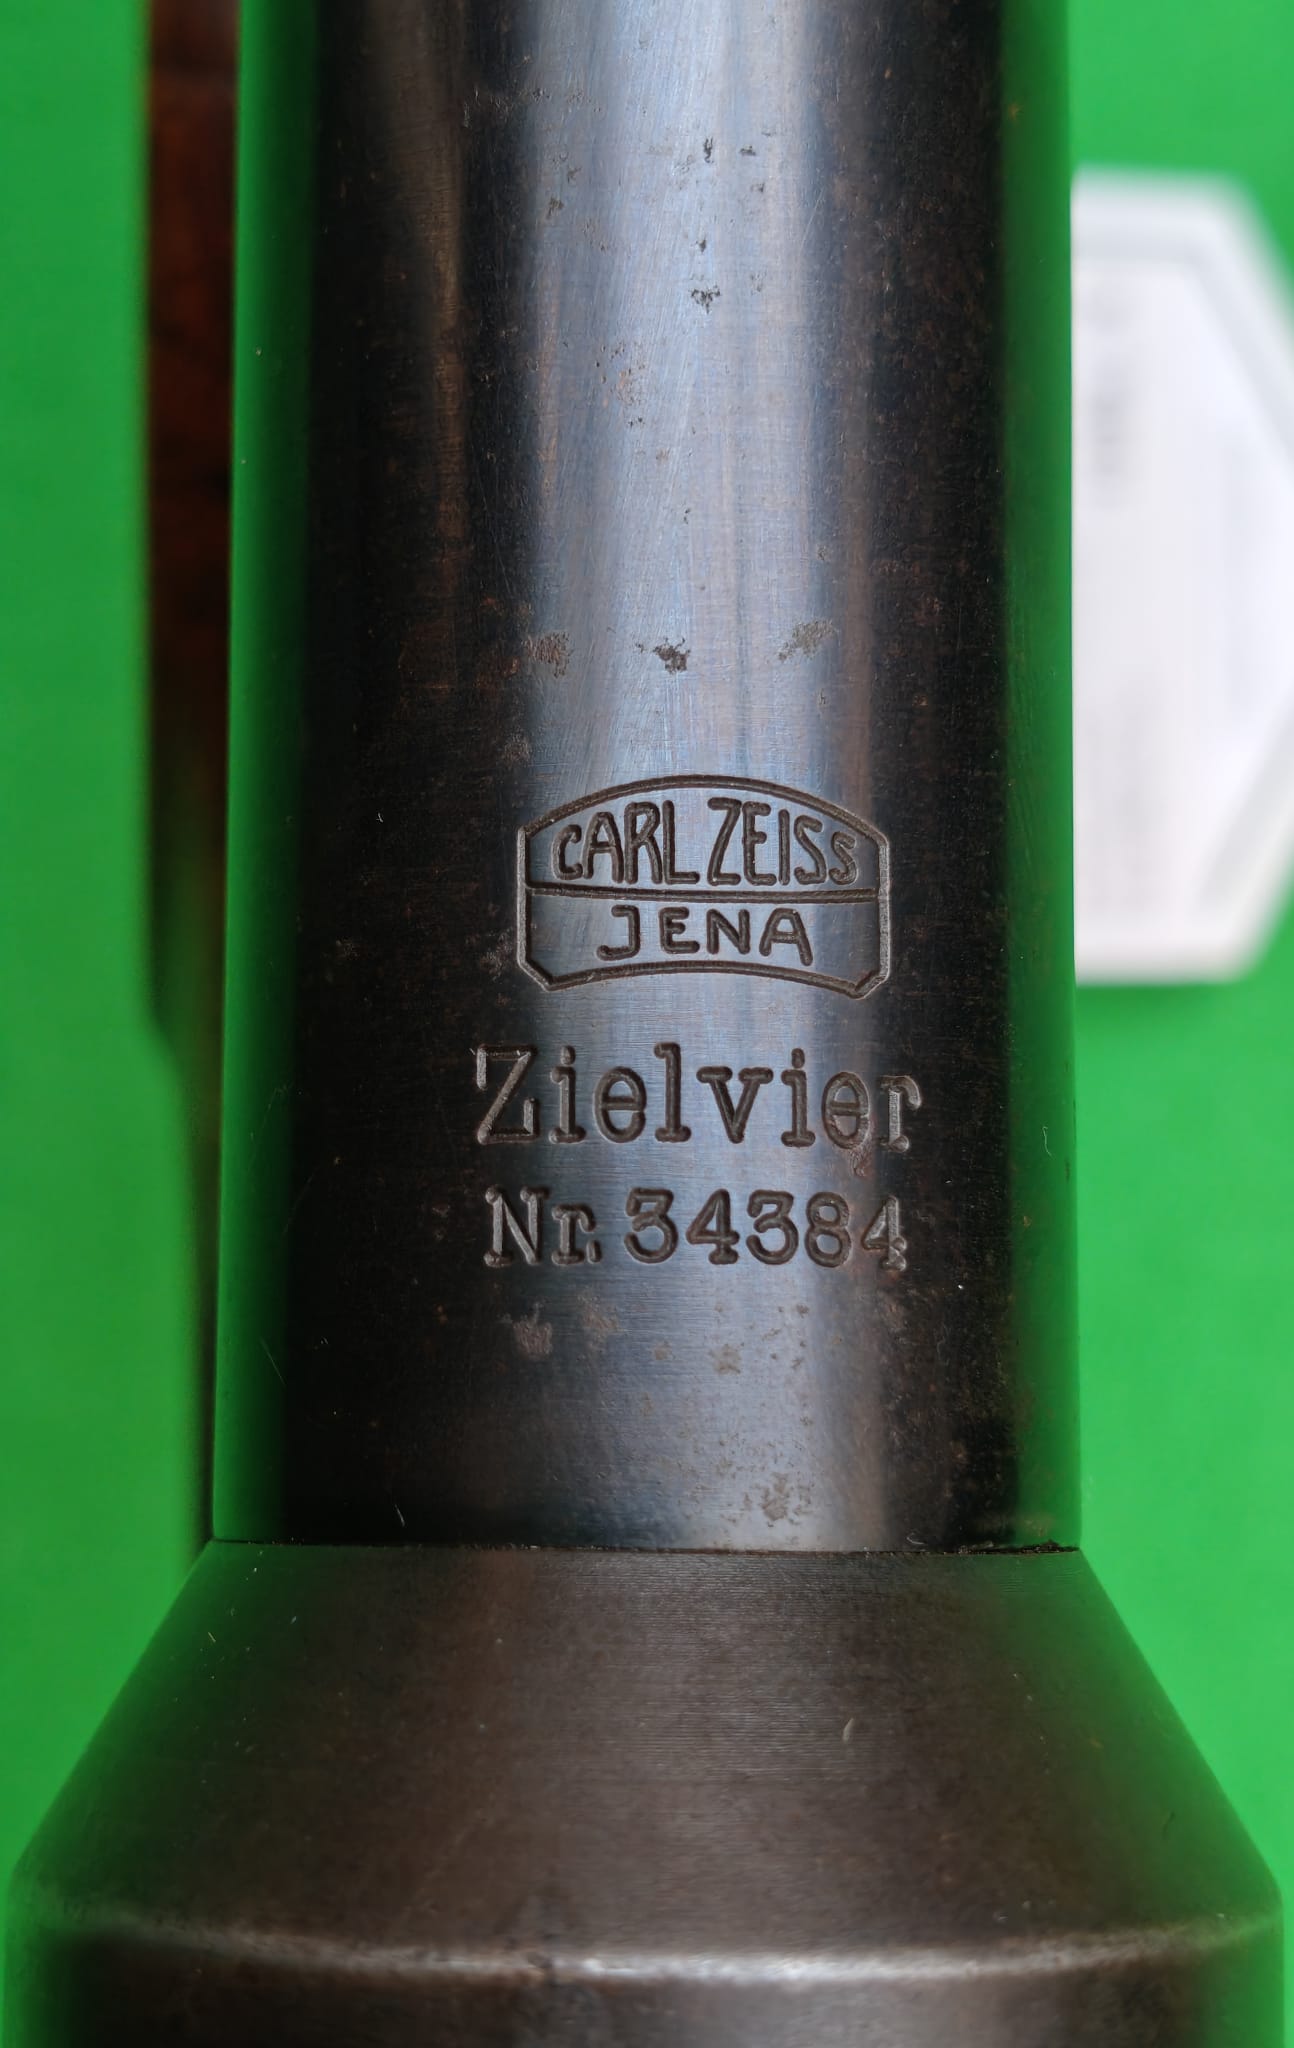 CARL ZEISS
JENA
Zielvier
Nr. 34384